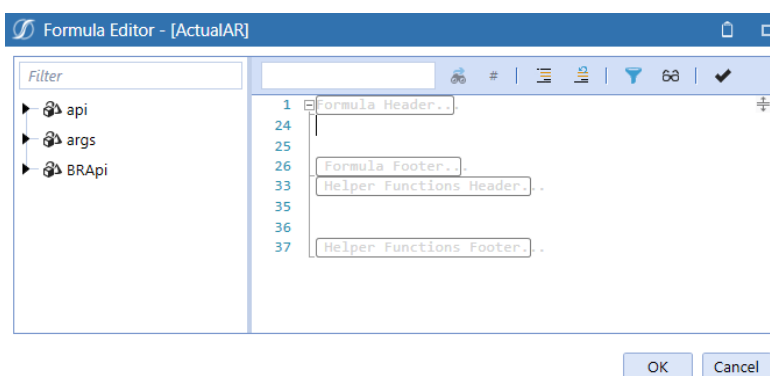 Formula Editor - [ActualAR]
Filter
#
api
args
BRApi
1 Formula Header...
24
25
26 Formula Footer...
33 Helper Functions Header...
35
36
37 Helper Functions Footer...
OK Cancel